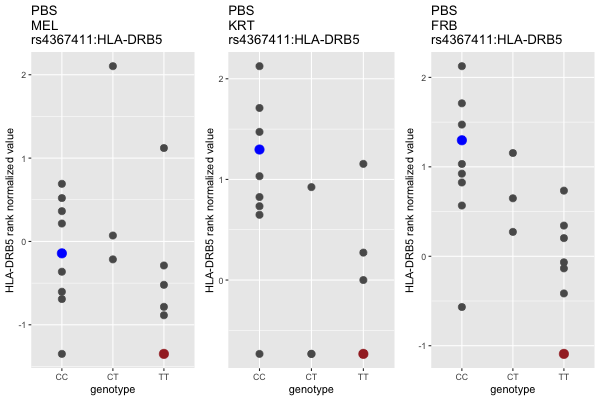 PBS
MEL
rs4367411:HLA-DRB5
HLA-DRB5 rank normalized value
2
1
0
-1
CC CT TT
genotype
PBS
KRT
rs4367411:HLA-DRB5
HLA-DRB5 rank normalized value
2
1
0
CC CT TT
genotype
PBS
FRB
rs4367411:HLA-DRB5
HLA-DRB5 rank normalized value
2
1
0
-1
CC CT TT
genotype